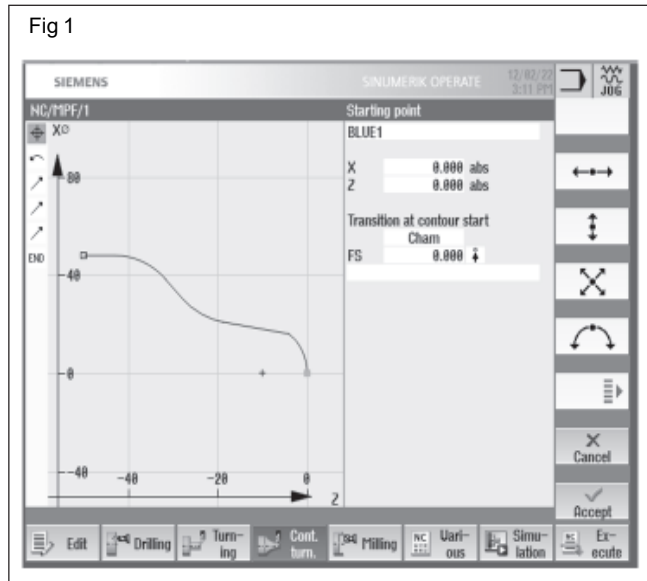 Fig 1
SIEMENS
SINUMERIK OPERATE
12/02/22
3:11 PM
JOG
NC/MPF/1
Starting point
X∅
BLUE1
X 0.000 abs
Z 0.000 abs
Transition at contour start
Cham
FS 0.000
END
80
-40
-0
--40
-40
-20
0
Z
Cancel
Accept
Edit
Drilling
Turn-
ing
Cont.
turn.
Milling
NC
Vari-
ous
Simu-
lation
NC
Ex-
ecute